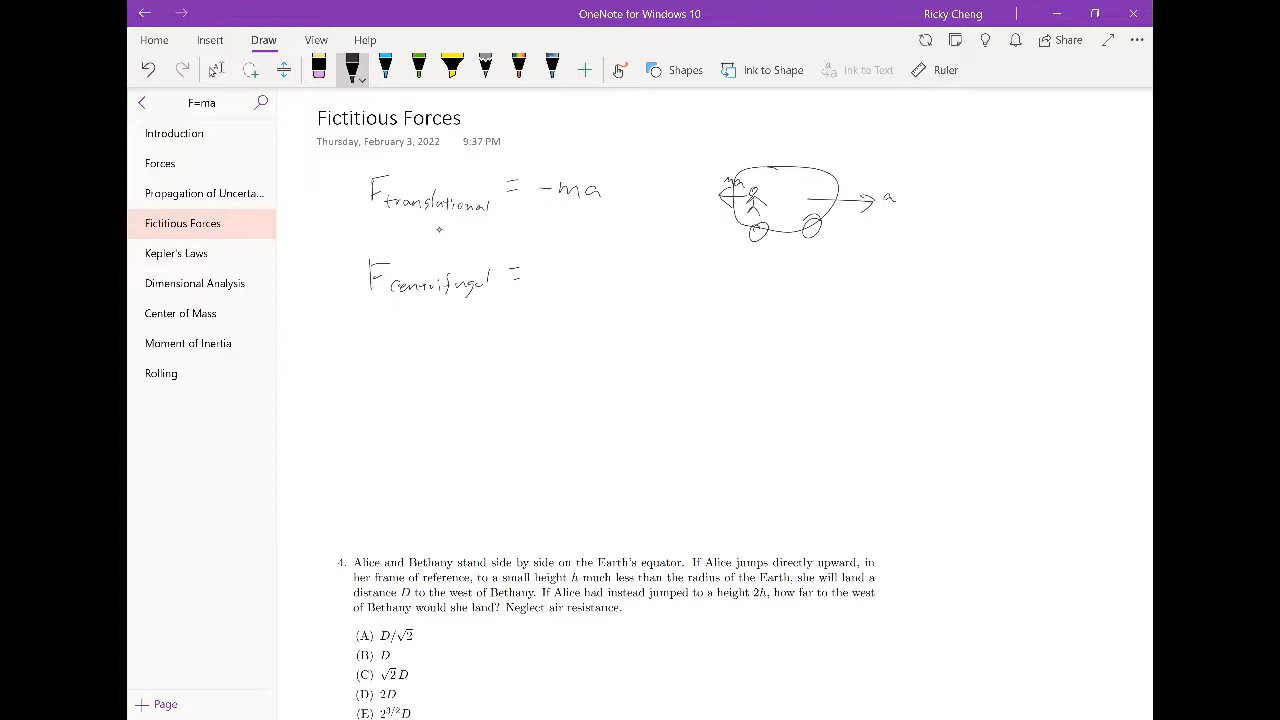 OneNote for Windows 10
Ricky Cheng
Home Insert Draw View Help
Share
Shapes Ink to Shape Ink to Text Ruler
F=ma
Introduction
Forces
Propagation of Uncerta...
Fictitious Forces
Kepler's Laws
Dimensional Analysis
Center of Mass
Moment of Inertia
Rolling
Page
Fictitious Forces
Thursday, February 3, 2022 9:37 PM
F translational = -ma
ma
a
F centrifugal =
4. Alice and Bethany stand side by side on the Earth's equator. If Alice jumps directly upward, in
her frame of reference, to a small height h much less than the radius of the Earth, she will land a
distance D to the west of Bethany. If Alice had instead jumped to a height 2h, how far to the west
of Bethany would she land? Neglect air resistance.
(A) D/√2
(B) D
(C) √2 D
(D) 2D
(E) 2^{3/2}D